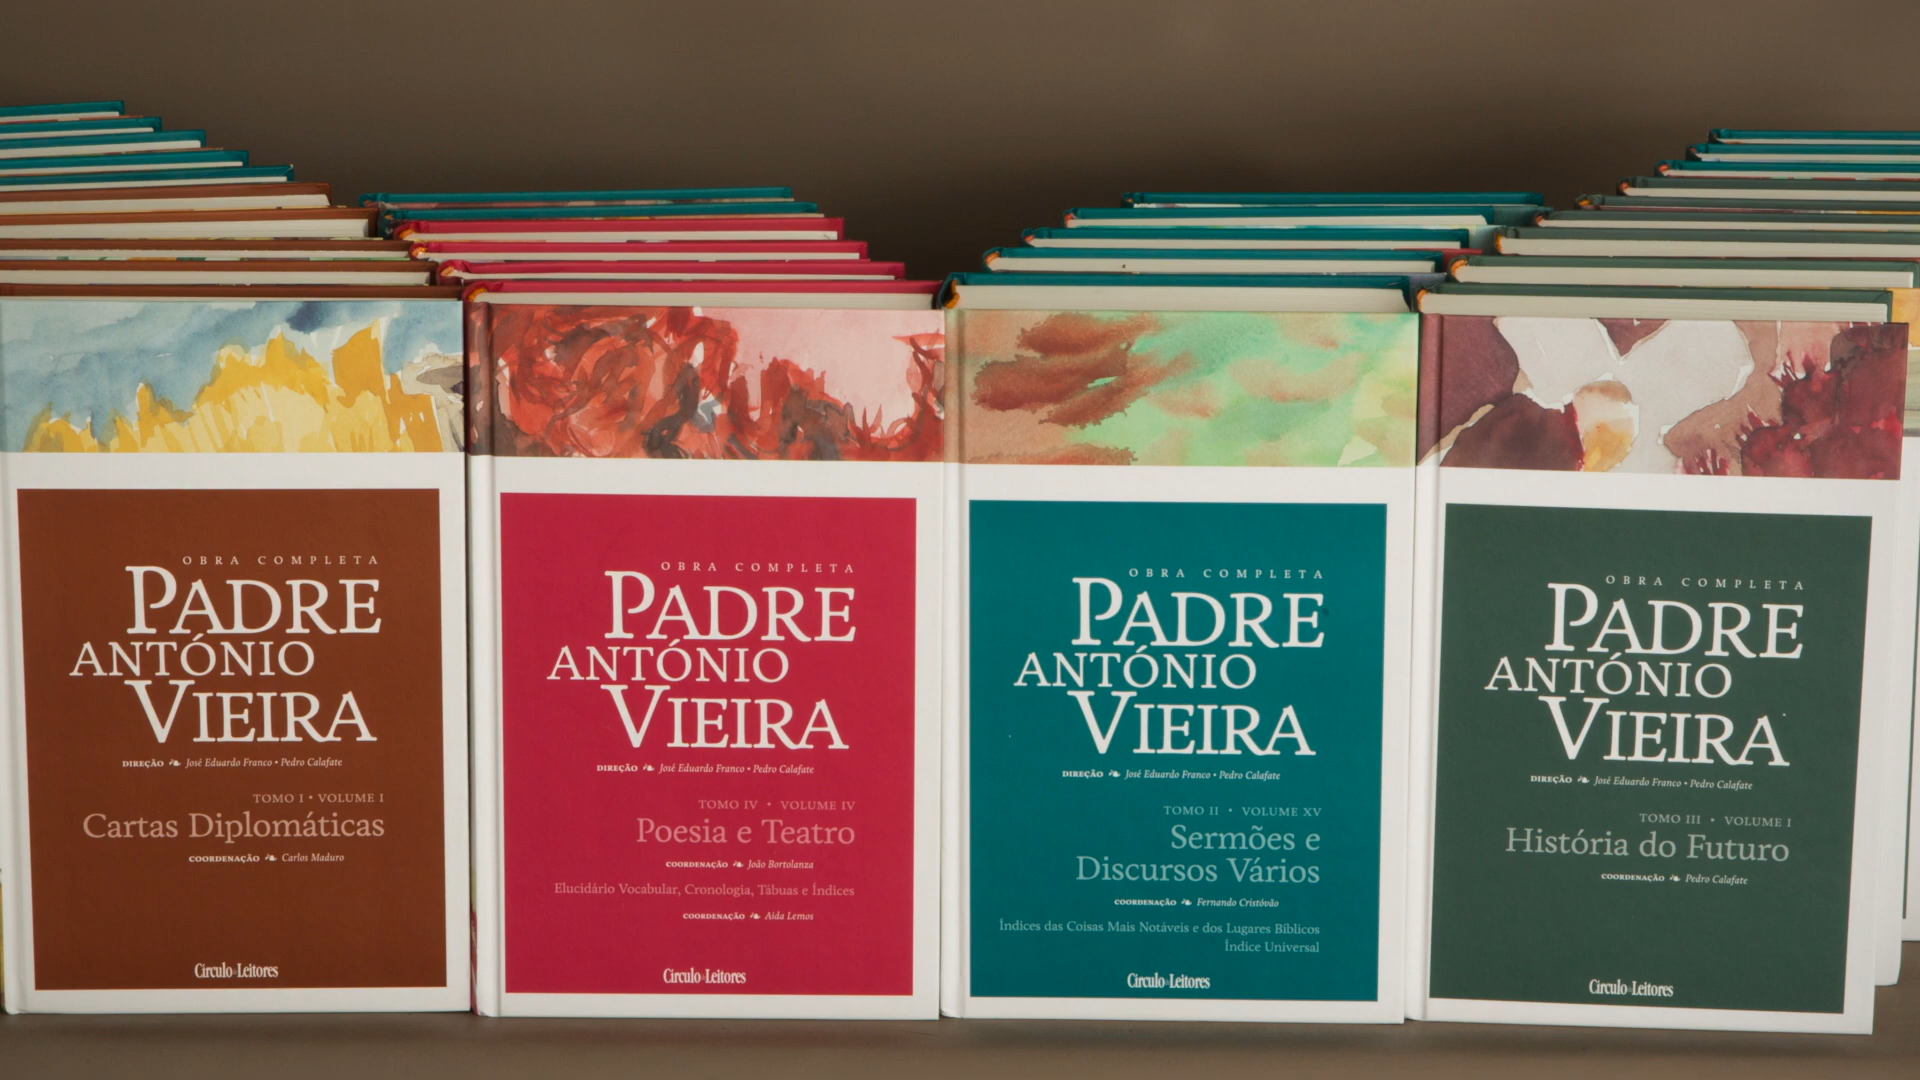 OBRA COMPLETA
PADRE
ANTÓNIO
VIEIRA
DIREÇÃO José Eduardo Franco • Pedro Calafate
TOMO I • VOLUME I
Cartas Diplomáticas
COORDENAÇÃO Carlos Maduro
Círculo de Leitores
OBRA COMPLETA
PADRE
ANTÓNIO
VIEIRA
DIREÇÃO José Eduardo Franco • Pedro Calafate
TOMO IV • VOLUME IV
Poesia e Teatro
COORDENAÇÃO João Bortolanza
Elucidário Vocabular, Cronologia, Tábuas e Índices
COORDENAÇÃO Aida Lemos
Círculo de Leitores
OBRA COMPLETA
PADRE
ANTÓNIO
VIEIRA
DIREÇÃO José Eduardo Franco • Pedro Calafate
TOMO II • VOLUME XV
Sermões e
Discursos Vários
COORDENAÇÃO Fernando Cristóvão
Índices das Coisas Mais Notáveis e dos Lugares Bíblicos
Índice Universal
Círculo de Leitores
OBRA COMPLETA
PADRE
ANTÓNIO
VIEIRA
DIREÇÃO José Eduardo Franco • Pedro Calafate
TOMO III • VOLUME I
História do Futuro
COORDENAÇÃO Pedro Calafate
Círculo de Leitores